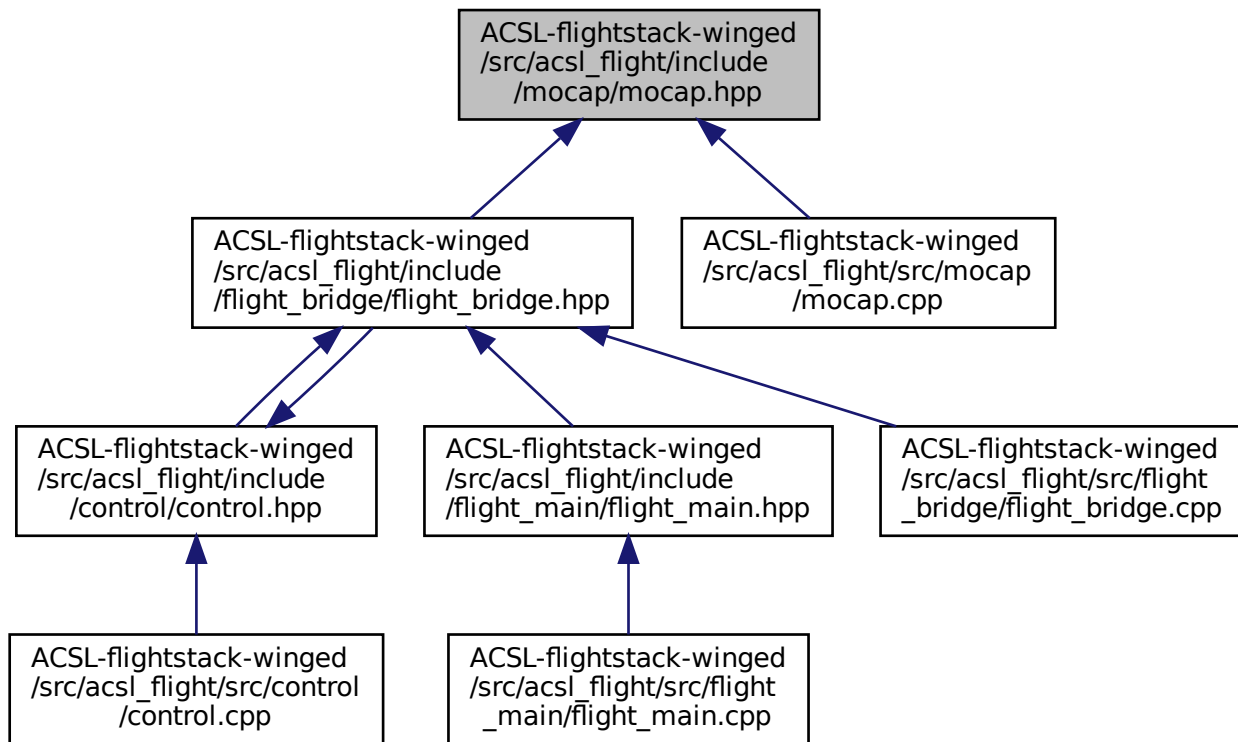 ACSL-flightstack-winged
/src/acsl_flight/include
/mocap/mocap.hpp
ACSL-flightstack-winged
/src/acsl_flight/include
/flight_bridge/flight_bridge.hpp
ACSL-flightstack-winged
/src/acsl_flight/src/mocap
/mocap.cpp
ACSL-flightstack-winged
/src/acsl_flight/include
/control/control.hpp
ACSL-flightstack-winged
/src/acsl_flight/include
/flight_main/flight_main.hpp
ACSL-flightstack-winged
/src/acsl_flight/src/flight
_bridge/flight_bridge.cpp
ACSL-flightstack-winged
/src/acsl_flight/src/control
/control.cpp
ACSL-flightstack-winged
/src/acsl_flight/src/flight
_main/flight_main.cpp